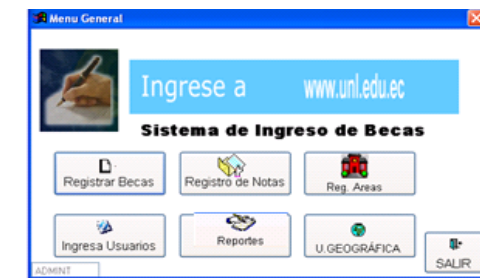 Menu General
Ingrese a www.unl.edu.ec
Sistema de Ingreso de Becas
Registrar Becas
Registro de Notas
Reg. Areas
Ingresa Usuarios
Reportes
U.GEOGRÁFICA
SALIR
ADMINT